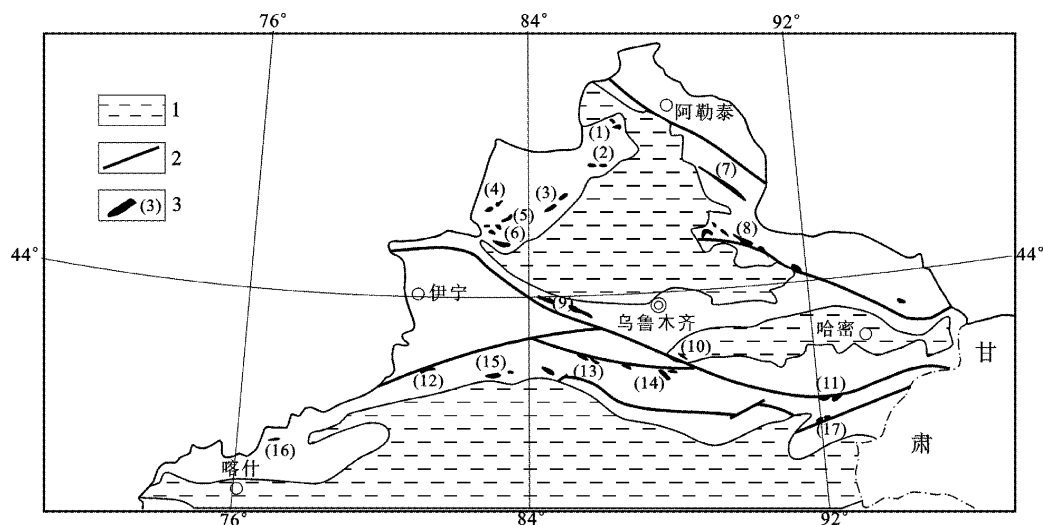 76° 84° 92°
1
2
(3) 3
阿勒泰
(1)
(2)
(7)
(4) (3)
(5)
(6) (8)
44° 44°
伊宁 (9)
乌鲁木齐 哈密
甘
(10)
(12) (15) (13) (14) (11)
(17)
(16) 肃
喀什
76° 84° 92°